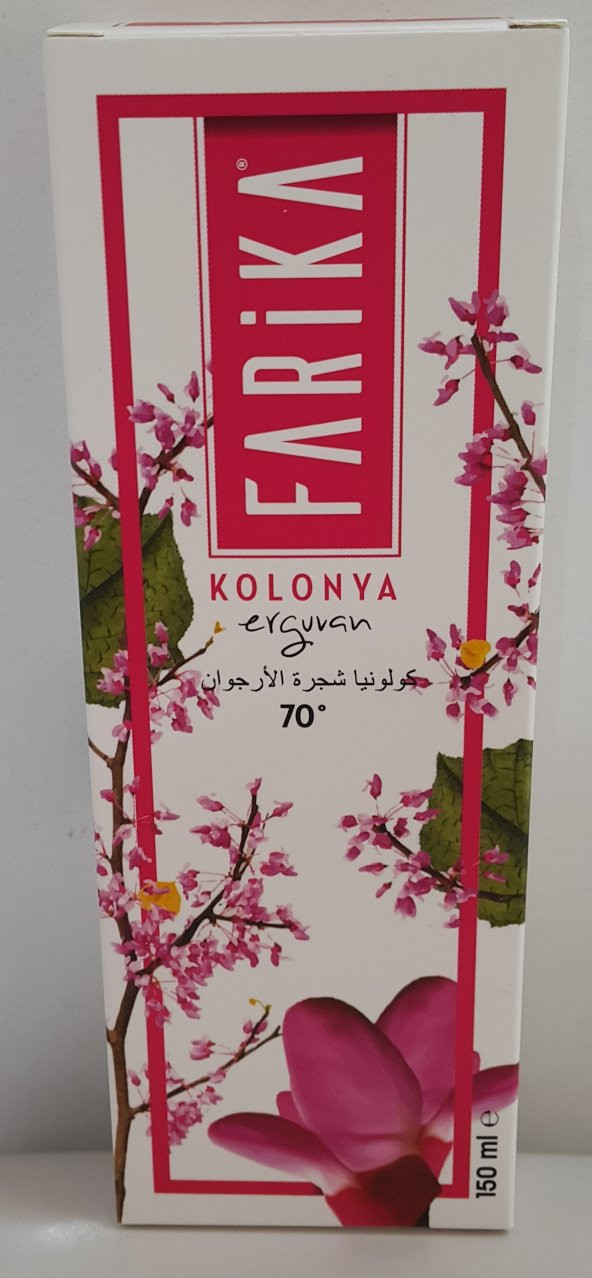 FARiKA®
KOLONYA
erguvan
كولونيا شجرة الأرجوان
70°
150 ml ℮